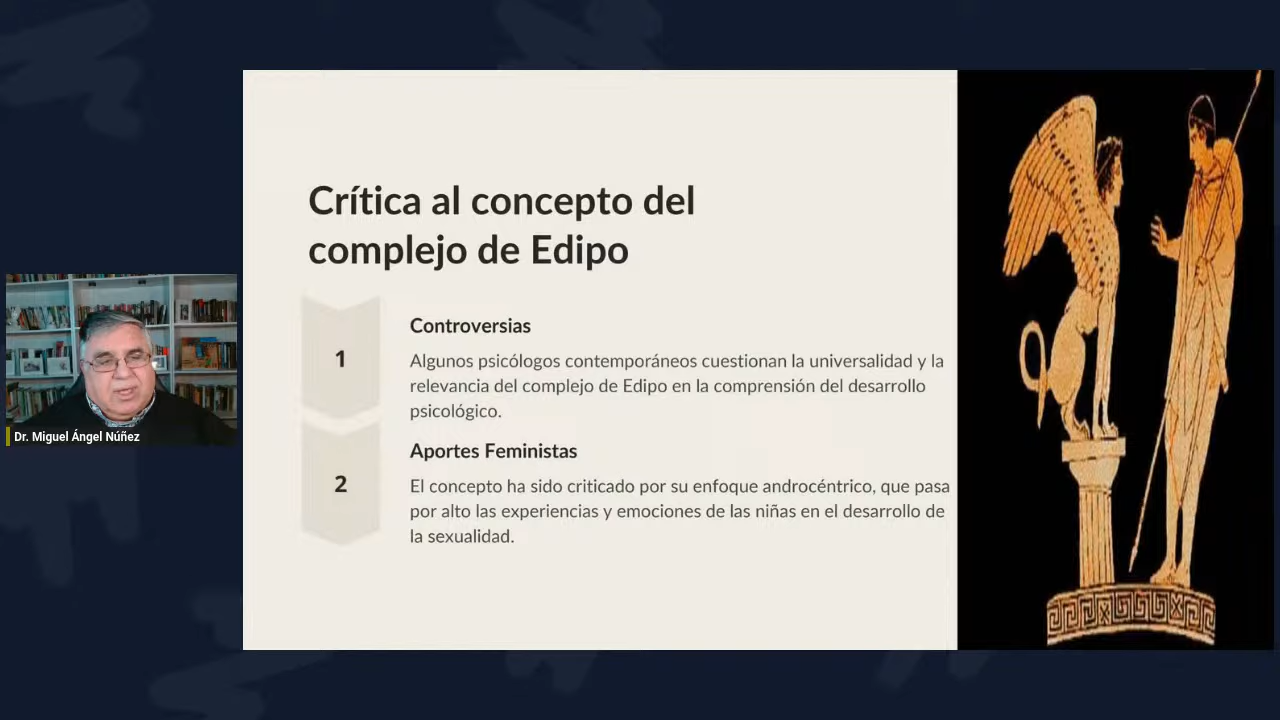 Crítica al concepto del
complejo de Edipo
1
Controversias
Algunos psicólogos contemporáneos cuestionan la universalidad y la
relevancia del complejo de Edipo en la comprensión del desarrollo
psicológico.
2
Aportes Feministas
El concepto ha sido criticado por su enfoque androcéntrico, que pasa
por alto las experiencias y emociones de las niñas en el desarrollo de
la sexualidad.
Dr. Miguel Ángel Núñez